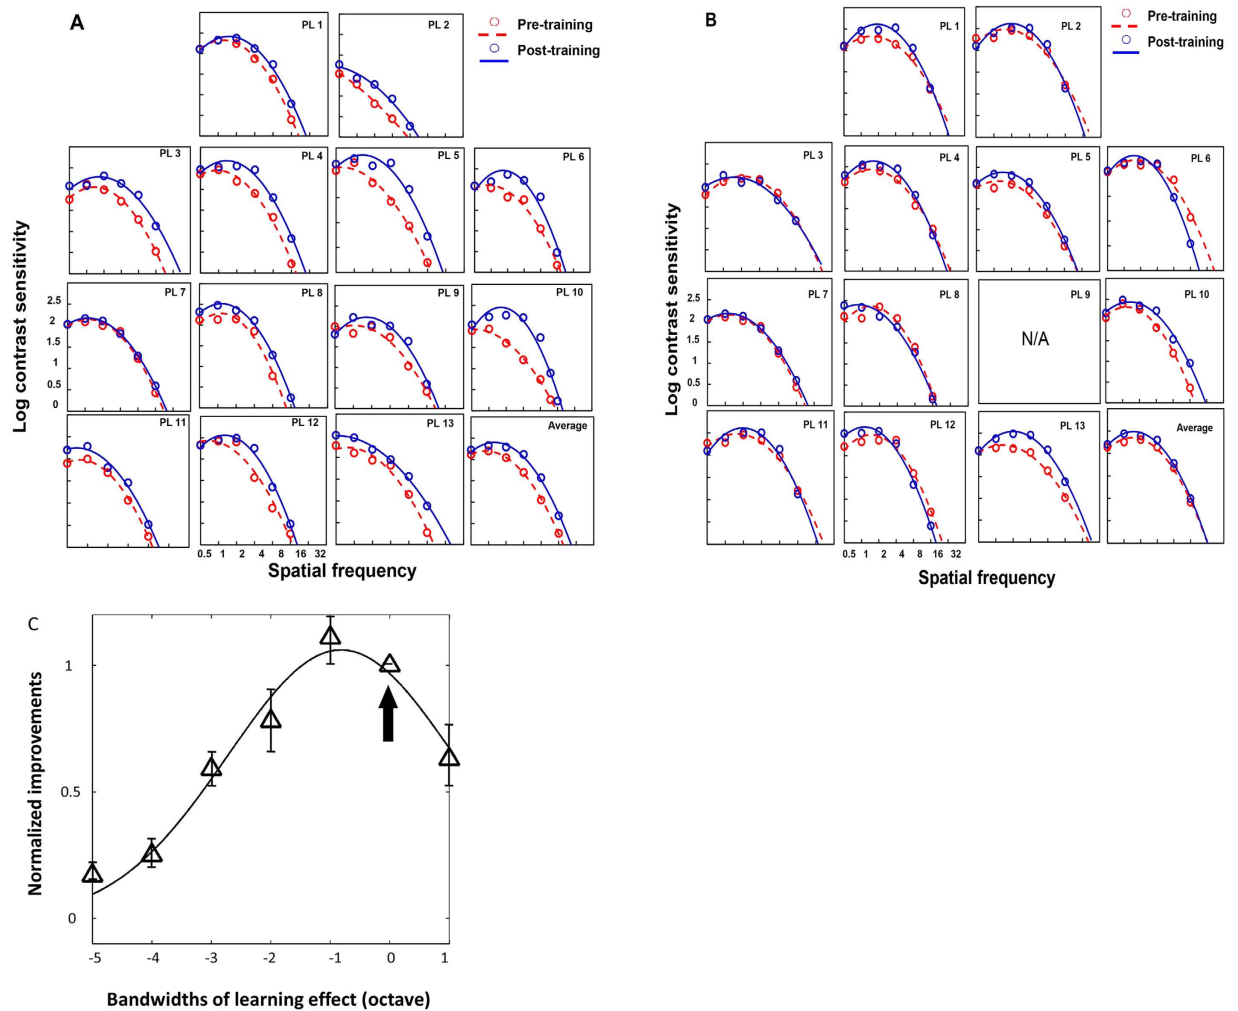 A
PL 1
PL 2
Pre-training
Post-training
PL 3
PL 4
PL 5
PL 6
PL 7
PL 8
PL 9
PL 10
2.5
2
1.5
1
0.5
0
PL 11
PL 12
PL 13
Average
0.5 1 2 4 8 16 32
Log contrast sensitivity
Spatial frequency
B
PL 1
PL 2
Pre-training
Post-training
PL 3
PL 4
PL 5
PL 6
PL 7
PL 8
PL 9
N/A
PL 10
2.5
2
1.5
1
0.5
0
PL 11
PL 12
PL 13
Average
0.5 1 2 4 8 16 32
Log contrast sensitivity
Spatial frequency
C
1
0.5
0
-5 -4 -3 -2 -1 0 1
Normalized improvements
Bandwidths of learning effect (octave)